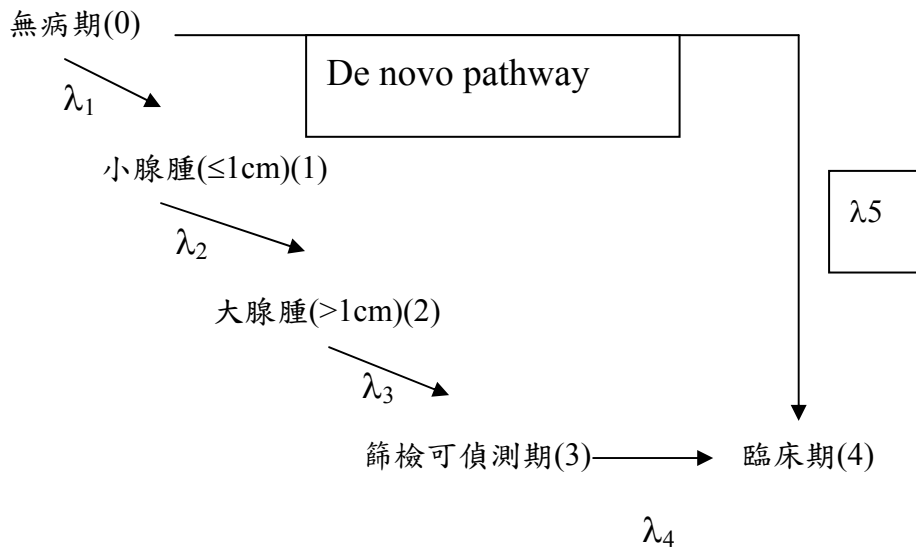 無病期(0)
De novo pathway
λ₁
小腺腫(≤1cm)(1)
λ5
λ₂
大腺腫(>1cm)(2)
λ₃
篩檢可偵測期(3)
臨床期(4)
λ₄